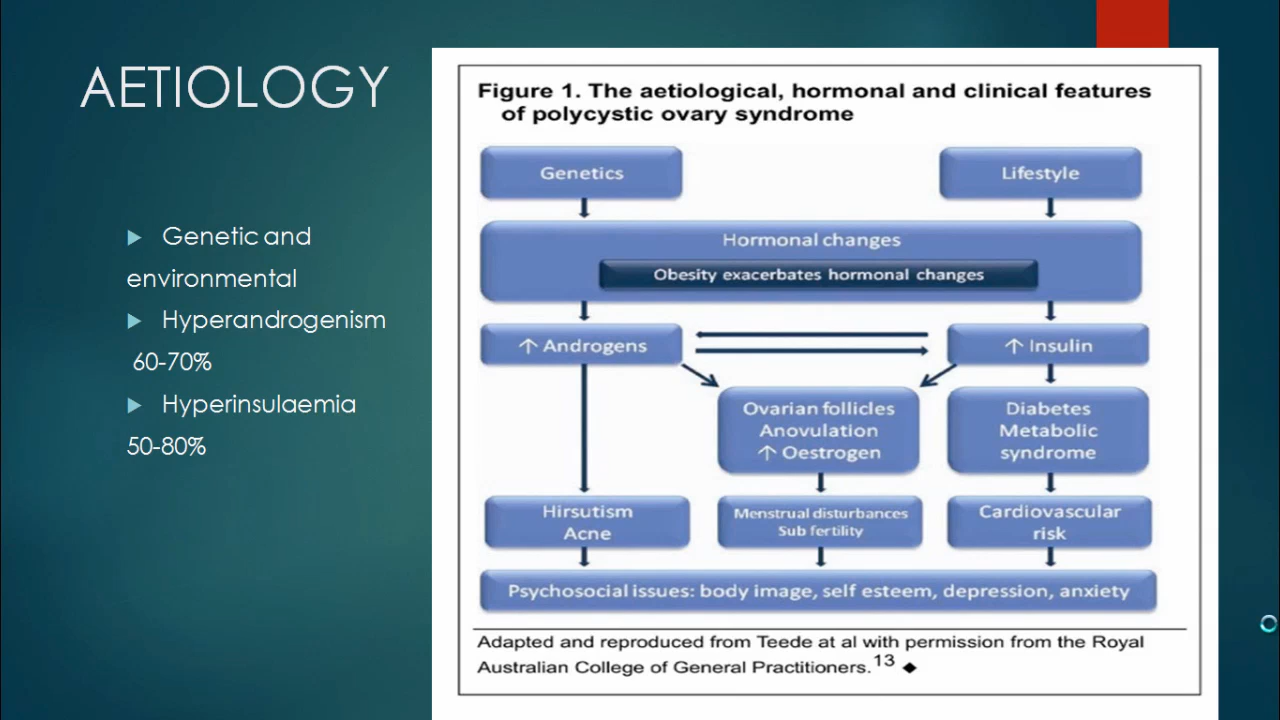 AETIOLOGY
Genetic and
environmental
Hyperandrogenism
60-70%
Hyperinsulaemia
50-80%
Figure 1. The aetiological, hormonal and clinical features
of polycystic ovary syndrome
Genetics
Lifestyle
Hormonal changes
Obesity exacerbates hormonal changes
↑ Androgens
↑ Insulin
Ovarian follicles
Anovulation
↑ Oestrogen
Diabetes
Metabolic
syndrome
Hirsutism
Acne
Menstrual disturbances
Sub fertility
Cardiovascular
risk
Psychosocial issues: body image, self esteem, depression, anxiety
Adapted and reproduced from Teede at al with permission from the Royal
Australian College of General Practitioners.13 ◆